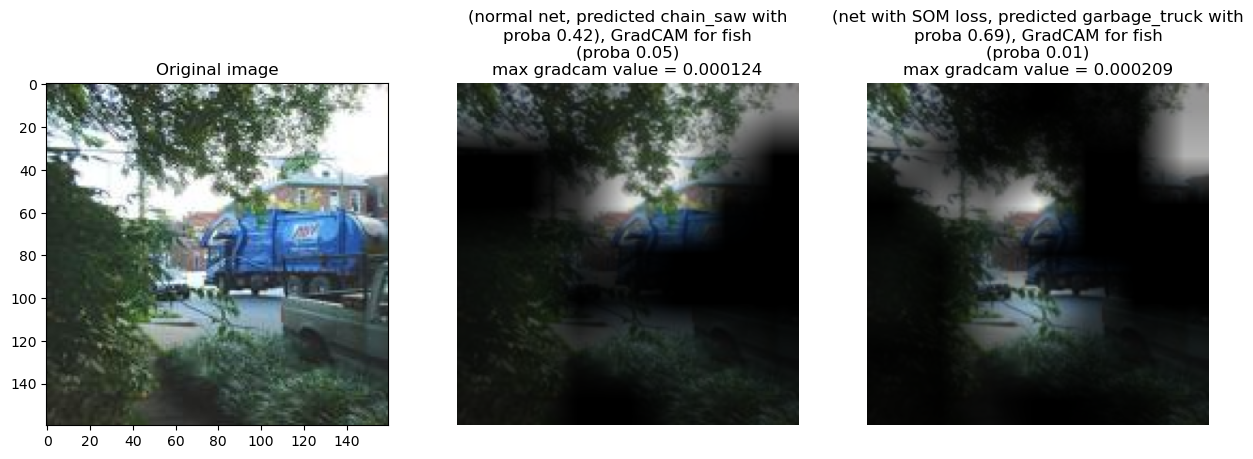 Original image
(normal net, predicted chain_saw with
proba 0.42), GradCAM for fish
(proba 0.05)
max gradcam value = 0.000124
(net with SOM loss, predicted garbage_truck with
proba 0.69), GradCAM for fish
(proba 0.01)
max gradcam value = 0.000209
0
20
40
60
80
100
120
140
0 20 40 60 80 100 120 140